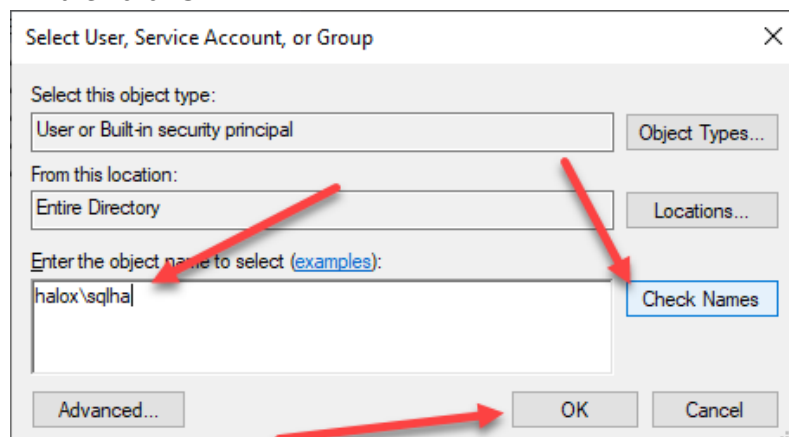 Select User, Service Account, or Group
Select this object type:
User or Built-in security principal
Object Types...
From this location:
Entire Directory
Locations...
Enter the object name to select (examples):
halox\sqlha
Check Names
Advanced...
OK
Cancel